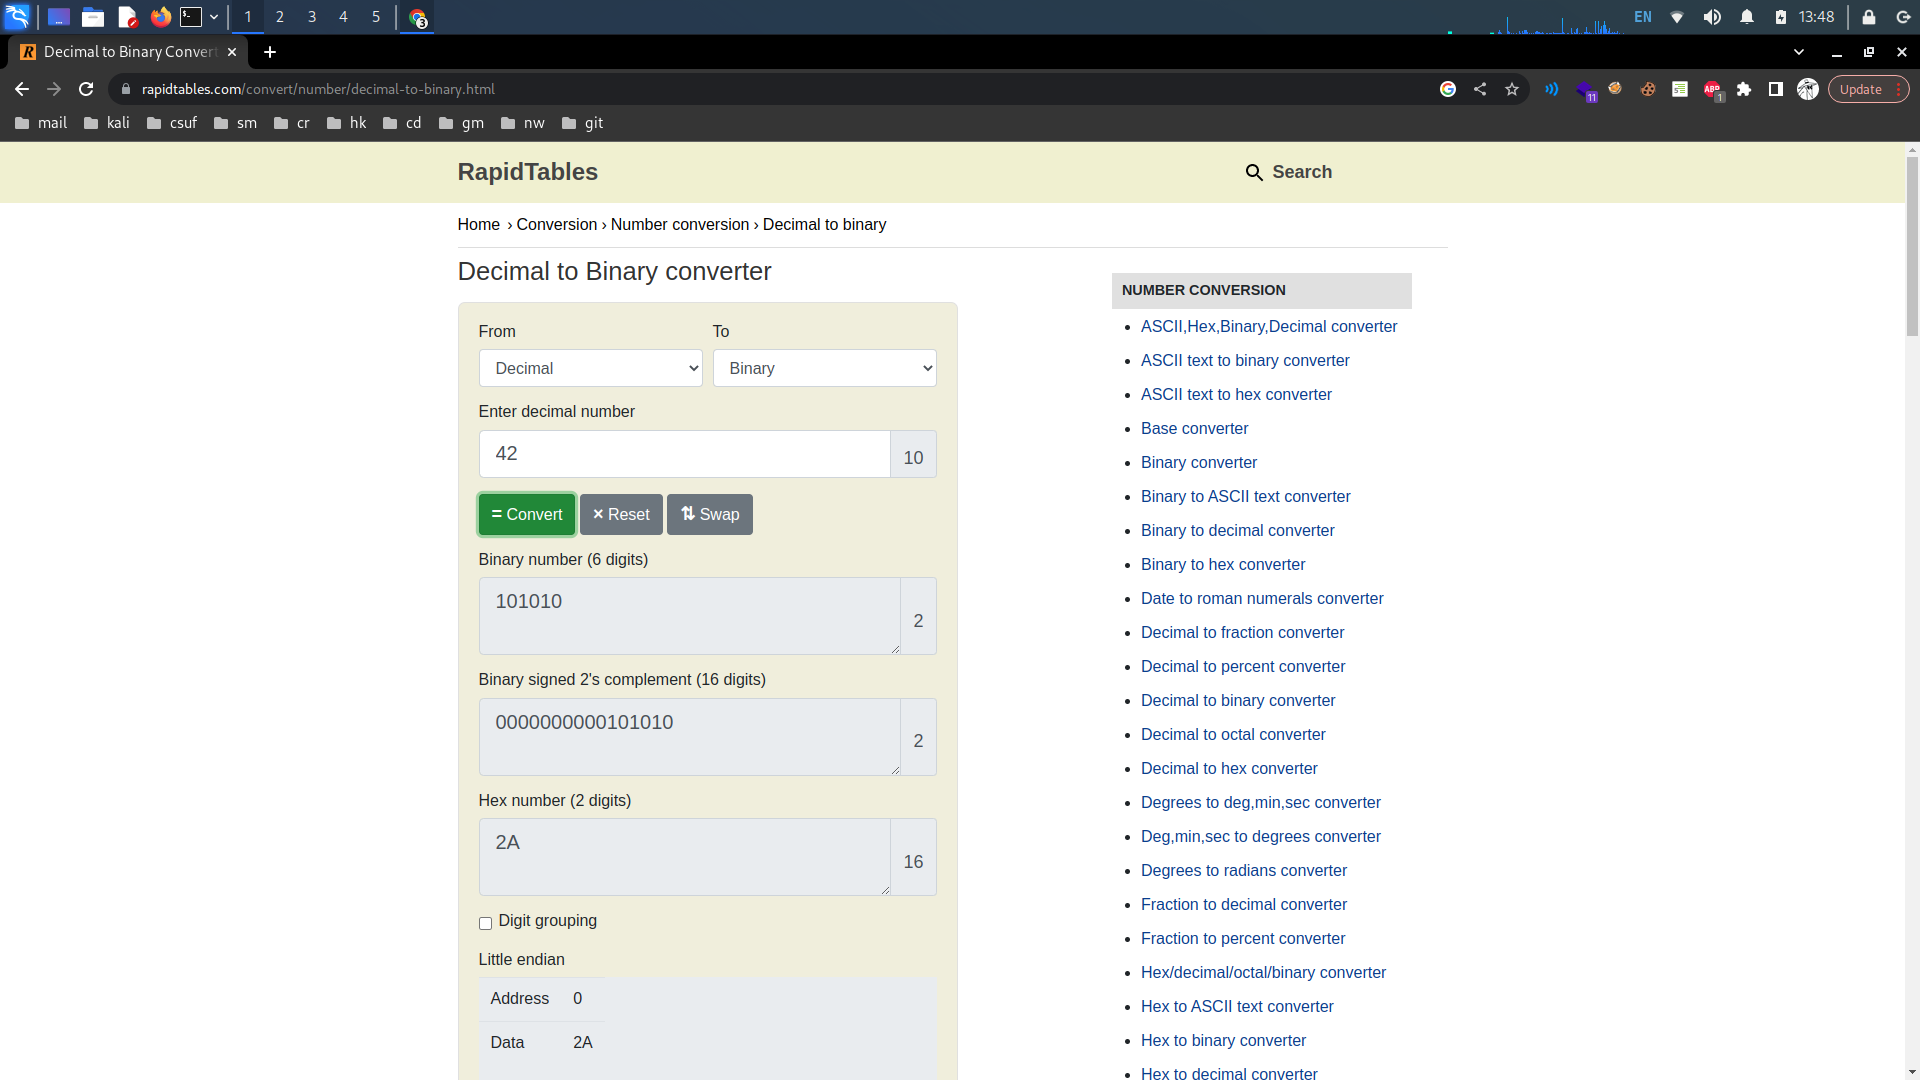 1 2 3 4 5 3 EN 13:48
Decimal to Binary Convert
rapidtables.com/convert/number/decimal-to-binary.html 11 ABP 1 Update
mail kali csuf sm cr hk cd gm nw git
RapidTables Search
Home › Conversion › Number conversion › Decimal to binary
Decimal to Binary converter
From To
Decimal Binary
Enter decimal number
42 10
= Convert × Reset ⇅ Swap
Binary number (6 digits)
101010 2
Binary signed 2's complement (16 digits)
0000000000101010 2
Hex number (2 digits)
2A 16
Digit grouping
Little endian
Address 0
Data 2A
NUMBER CONVERSION
ASCII,Hex,Binary,Decimal converter
ASCII text to binary converter
ASCII text to hex converter
Base converter
Binary converter
Binary to ASCII text converter
Binary to decimal converter
Binary to hex converter
Date to roman numerals converter
Decimal to fraction converter
Decimal to percent converter
Decimal to binary converter
Decimal to octal converter
Decimal to hex converter
Degrees to deg,min,sec converter
Deg,min,sec to degrees converter
Degrees to radians converter
Fraction to decimal converter
Fraction to percent converter
Hex/decimal/octal/binary converter
Hex to ASCII text converter
Hex to binary converter
Hex to decimal converter